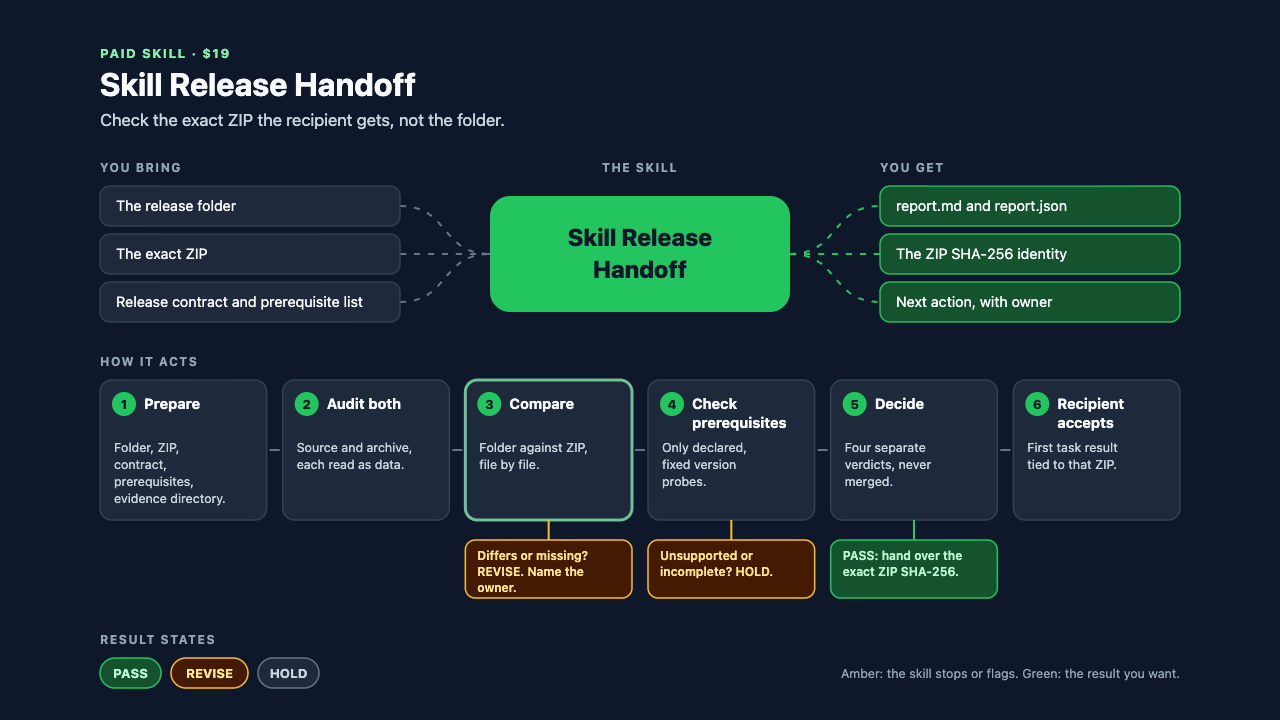 PAID SKILL · $19
Skill Release Handoff
Check the exact ZIP the recipient gets, not the folder.
YOU BRING
The release folder
The exact ZIP
Release contract and prerequisite list
THE SKILL
Skill Release
Handoff
YOU GET
report.md and report.json
The ZIP SHA-256 identity
Next action, with owner
HOW IT ACTS
1 Prepare
Folder, ZIP,
contract,
prerequisites,
evidence directory.
2 Audit both
Source and archive,
each read as data.
3 Compare
Folder against ZIP,
file by file.
4 Check
prerequisites
Only declared,
fixed version
probes.
5 Decide
Four separate
verdicts, never
merged.
6 Recipient
accepts
First task result
tied to that ZIP.
Differs or missing?
REVISE. Name the
owner.
Unsupported or
incomplete? HOLD.
PASS: hand over the
exact ZIP SHA-256.
RESULT STATES
PASS
REVISE
HOLD
Amber: the skill stops or flags. Green: the result you want.